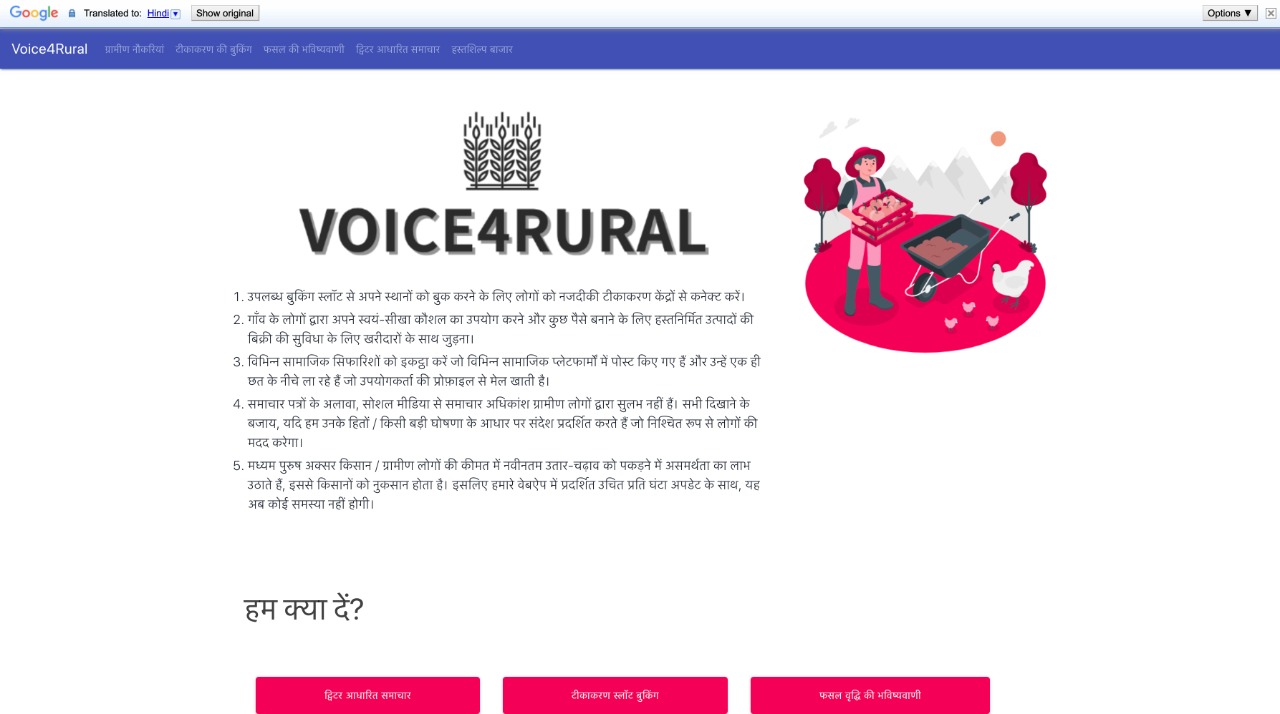 Google Translated to: Hindi Show original Options ▼
Voice4Rural ग्रामीण नौकरियां टीकाकरण की बुकिंग फसल की भविष्यवाणी ट्विटर आधारित समाचार हस्तशिल्प बाजार
VOICE4RURAL
1. उपलब्ध बुकिंग स्लॉट से अपने स्थानों को बुक करने के लिए लोगों को नजदीकी टीकाकरण केंद्रों से कनेक्ट करें।
2. गाँव के लोगों द्वारा अपने स्वयं-सीखा कौशल का उपयोग करने और कुछ पैसे बनाने के लिए हस्तनिर्मित उत्पादों की
बिक्री की सुविधा के लिए खरीदारों के साथ जुड़ना।
3. विभिन्न सामाजिक सिफारिशों को इकट्ठा करें जो विभिन्न सामाजिक प्लेटफार्मों में पोस्ट किए गए हैं और उन्हें एक ही
छत के नीचे ला रहे हैं जो उपयोगकर्ता की प्रोफ़ाइल से मेल खाती है।
4. समाचार पत्रों के अलावा, सोशल मीडिया से समाचार अधिकांश ग्रामीण लोगों द्वारा सुलभ नहीं हैं। सभी दिखाने के
बजाय, यदि हम उनके हितों / किसी बड़ी घोषणा के आधार पर संदेश प्रदर्शित करते हैं जो निश्चित रूप से लोगों की
मदद करेगा।
5. मध्यम पुरुष अक्सर किसान / ग्रामीण लोगों की कीमत में नवीनतम उतार-चढ़ाव को पकड़ने में असमर्थता का लाभ
उठाते हैं, इससे किसानों को नुकसान होता है। इसलिए हमारे वेबऐप में प्रदर्शित उचित प्रति घंटा अपडेट के साथ, यह
अब कोई समस्या नहीं होगी।
हम क्या दें?
ट्विटर आधारित समाचार टीकाकरण स्लॉट बुकिंग फसल वृद्धि की भविष्यवाणी